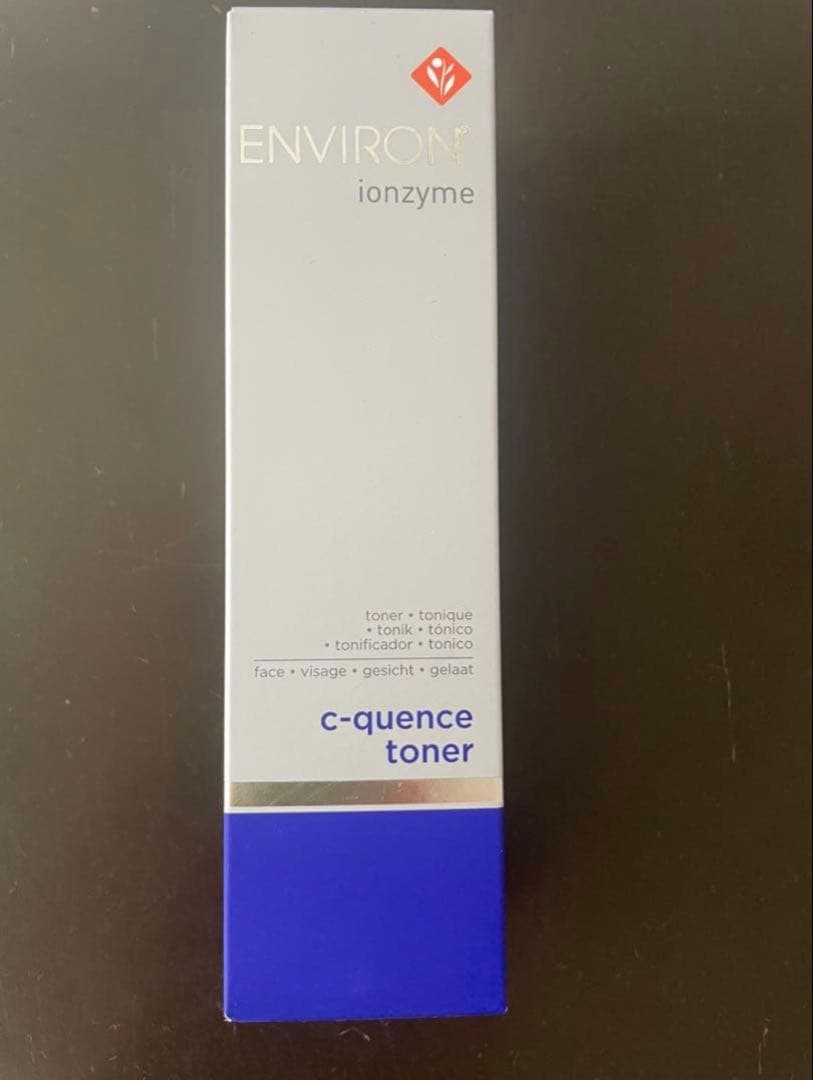 ENVIRON®
ionzyme
toner • tonique
• tonik • tónico
• tonificador • tonico
face • visage • gesicht • gelaat
c-quence
toner